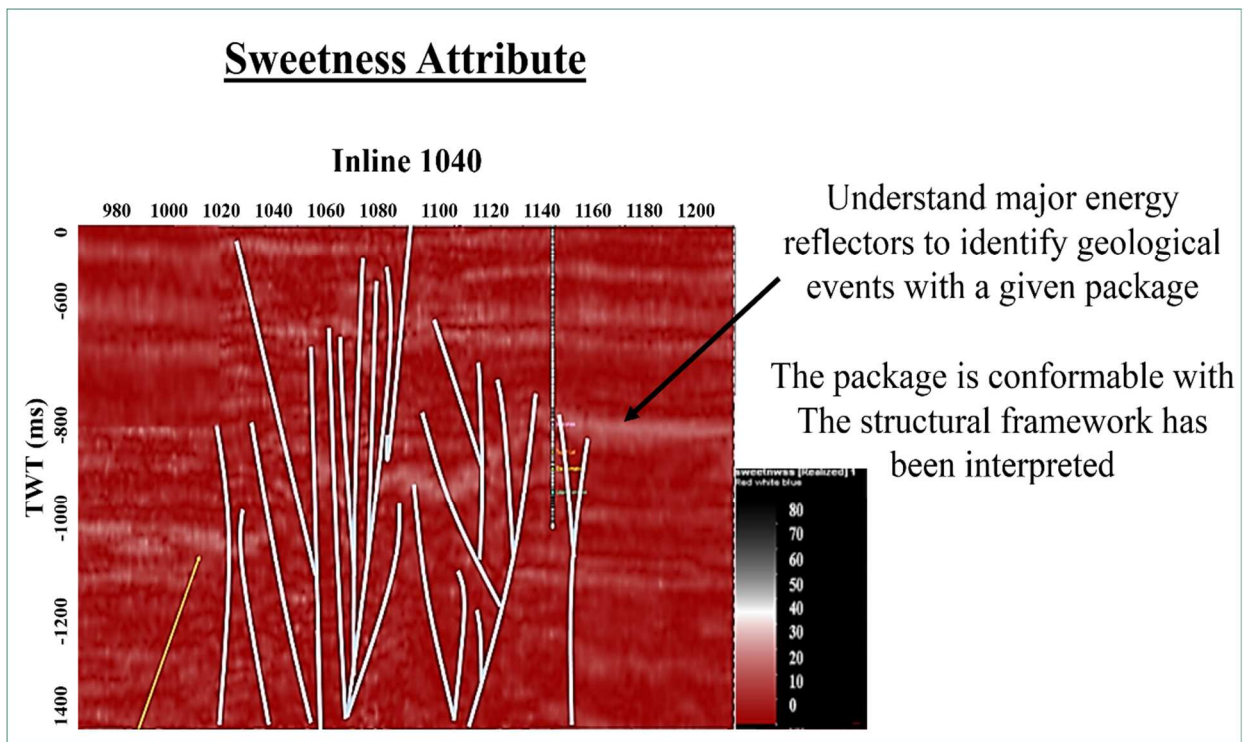 Sweetness Attribute
Inline 1040
980 1000 1020 1040 1060 1080 1100 1120 1140 1160 1180 1200
TWT (ms)
0
-600
-800
-1000
-1200
1400
Understand major energy
reflectors to identify geological
events with a given package
The package is conformable with
The structural framework has
been interpreted
sweetnwss [Realized] 1
Red white blue
80
70
60
50
40
30
20
10
0